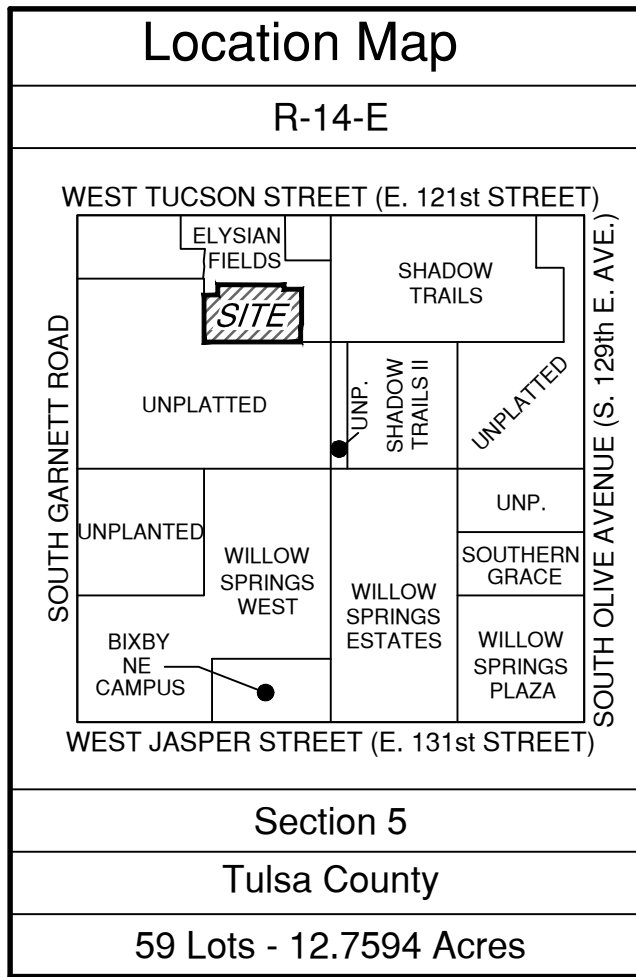 Location Map
R-14-E
WEST TUCSON STREET (E. 121st STREET)
ELYSIAN
FIELDS
SHADOW
TRAILS
SITE
SOUTH GARNETT ROAD
SOUTH OLIVE AVENUE (S. 129th E. AVE.)
UNPLATTED
UNP.
SHADOW
TRAILS II
UNPLATTED
UNPLANTED
UNP.
WILLOW
SPRINGS
WEST
WILLOW
SPRINGS
ESTATES
SOUTHERN
GRACE
BIXBY
NE
CAMPUS
WILLOW
SPRINGS
PLAZA
WEST JASPER STREET (E. 131st STREET)
Section 5
Tulsa County
59 Lots - 12.7594 Acres